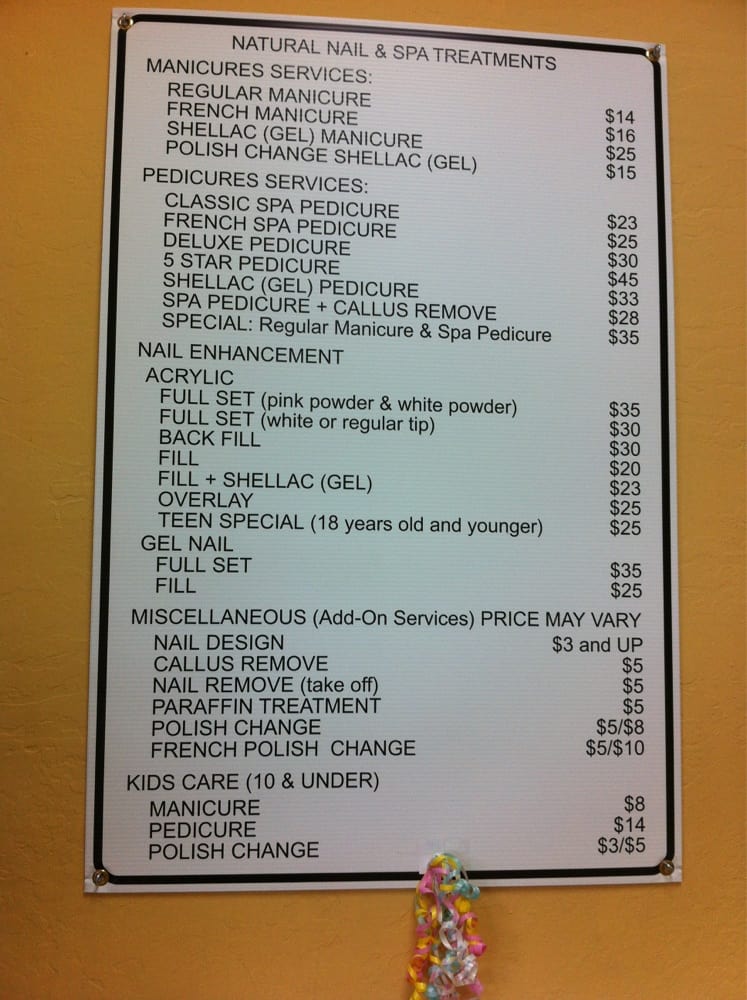 NATURAL NAIL & SPA TREATMENTS
MANICURES SERVICES:
REGULAR MANICURE $14
FRENCH MANICURE $16
SHELLAC (GEL) MANICURE $25
POLISH CHANGE SHELLAC (GEL) $15
PEDICURES SERVICES:
CLASSIC SPA PEDICURE $23
FRENCH SPA PEDICURE $25
DELUXE PEDICURE $30
5 STAR PEDICURE $45
SHELLAC (GEL) PEDICURE $33
SPA PEDICURE + CALLUS REMOVE $28
SPECIAL: Regular Manicure & Spa Pedicure $35
NAIL ENHANCEMENT
ACRYLIC
FULL SET (pink powder & white powder) $35
FULL SET (white or regular tip) $30
BACK FILL $30
FILL $20
FILL + SHELLAC (GEL) $23
OVERLAY $25
TEEN SPECIAL (18 years old and younger) $25
GEL NAIL
FULL SET $35
FILL $25
MISCELLANEOUS (Add-On Services) PRICE MAY VARY
NAIL DESIGN $3 and UP
CALLUS REMOVE $5
NAIL REMOVE (take off) $5
PARAFFIN TREATMENT $5
POLISH CHANGE $5/$8
FRENCH POLISH CHANGE $5/$10
KIDS CARE (10 & UNDER)
MANICURE $8
PEDICURE $14
POLISH CHANGE $3/$5